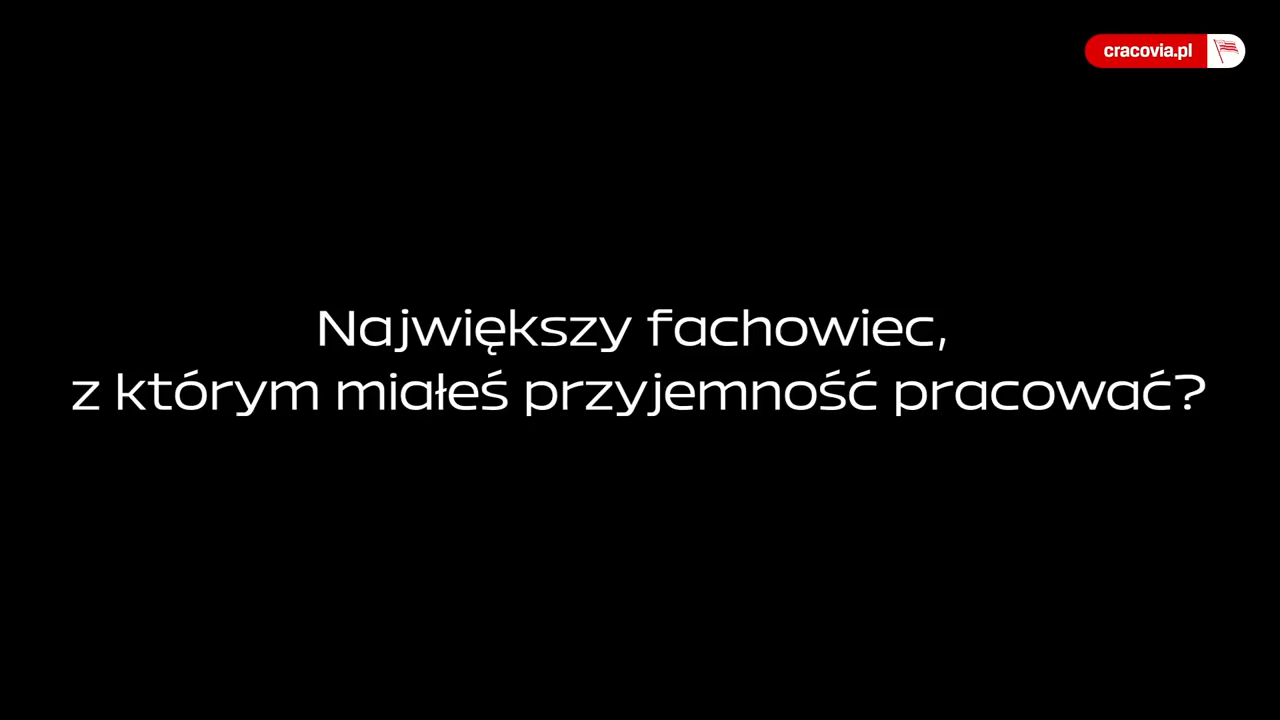 cracovia.pl
Największy fachowiec,
z którym miałeś przyjemność pracować?